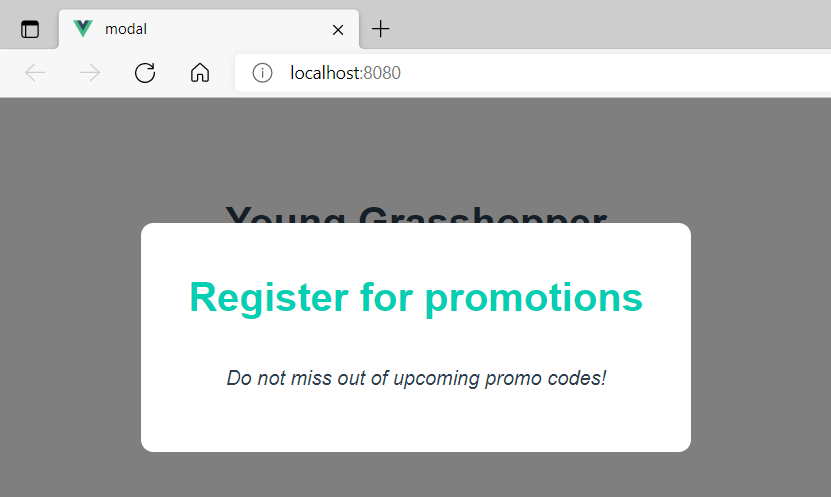 modal
localhost:8080
Young Grasshopper
Register for promotions
Do not miss out of upcoming promo codes!